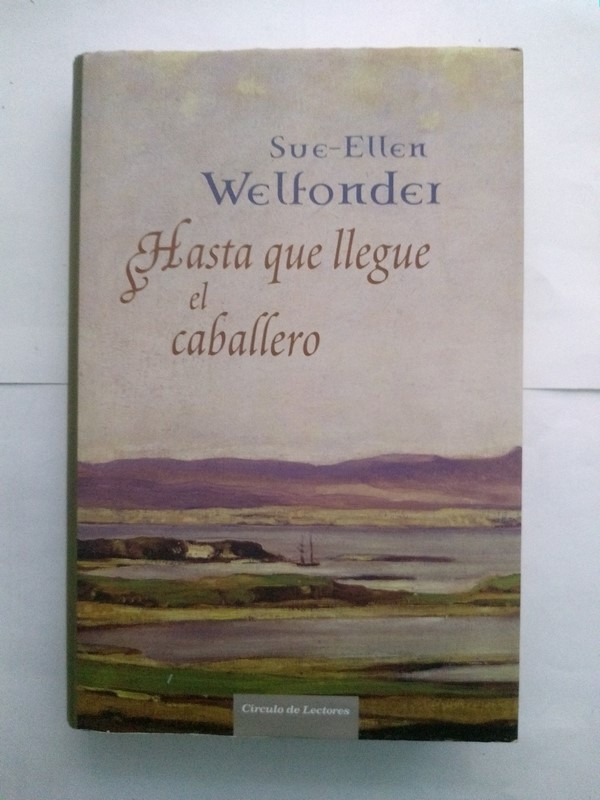 Sue-Ellen
Welfonder
Hasta que llegue
el
caballero
Círculo de Lectores